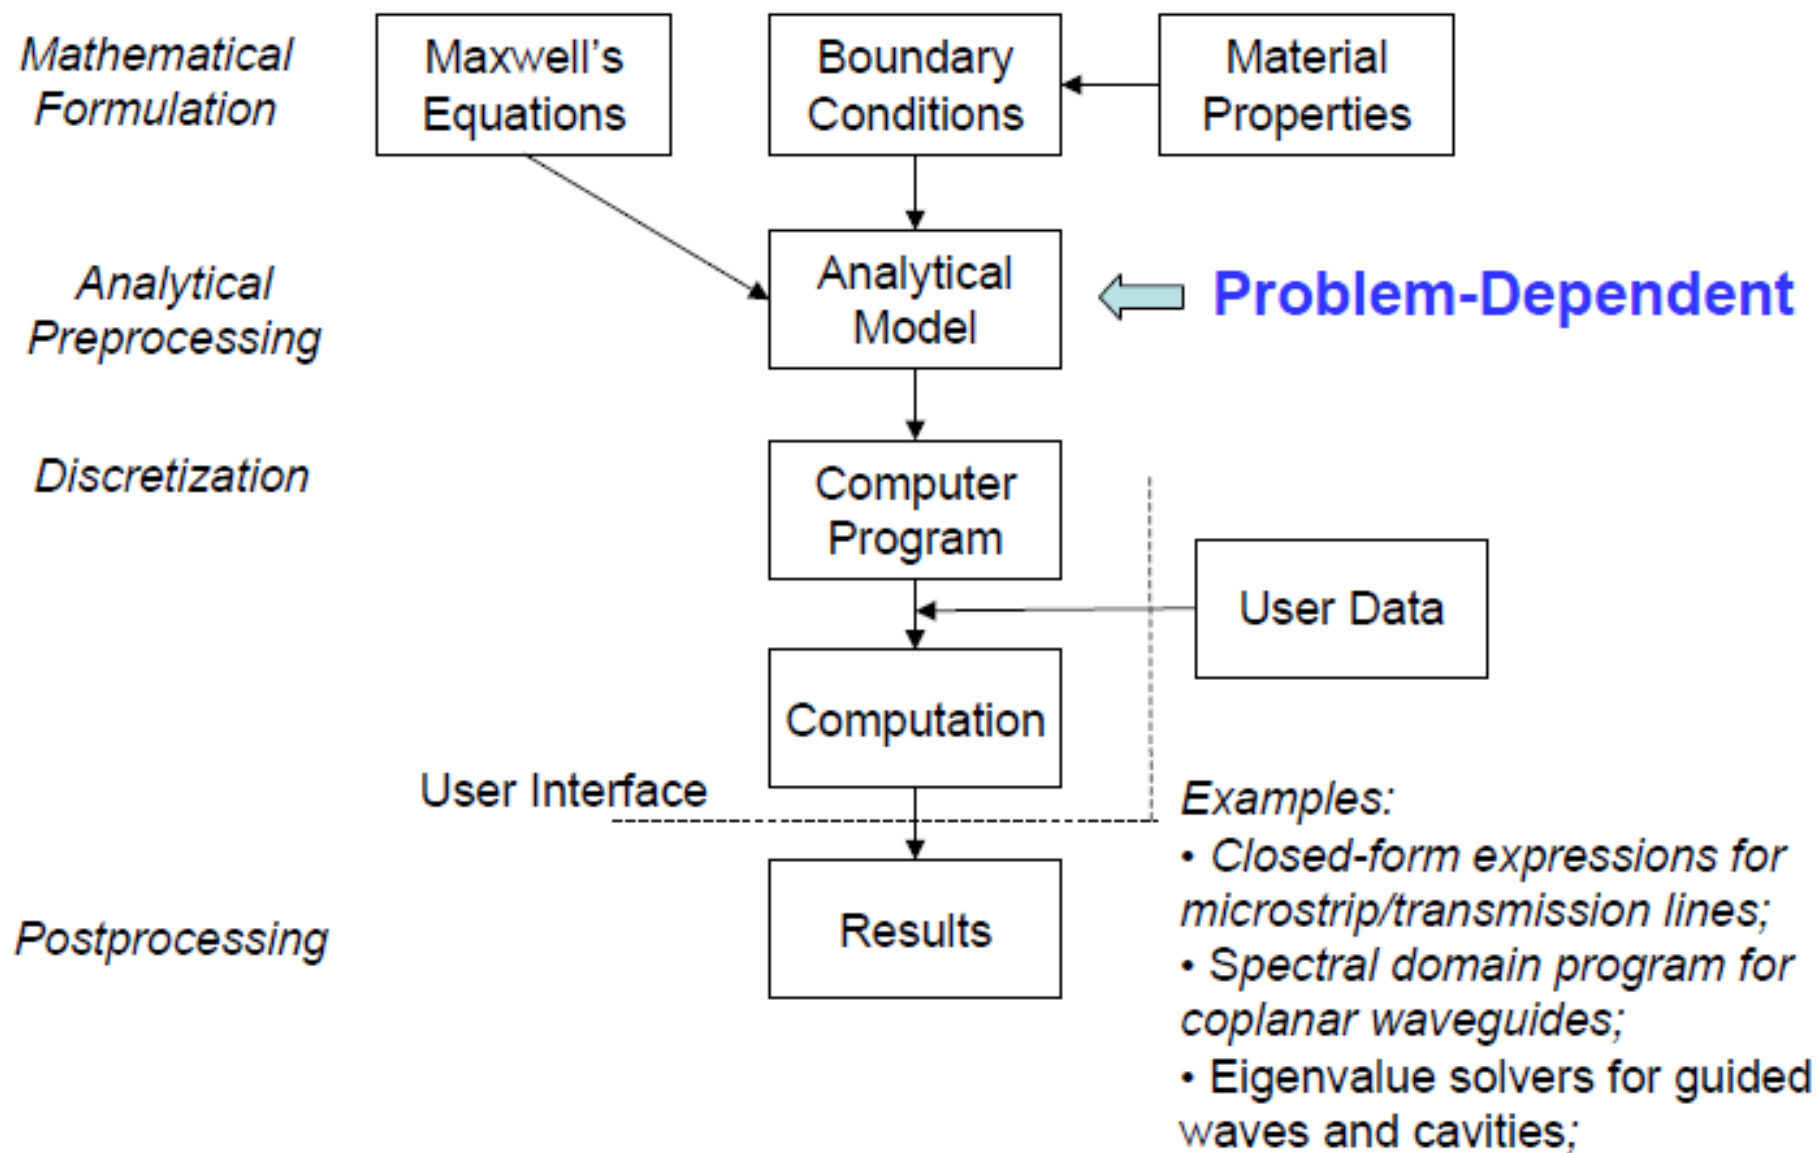 Mathematical
Formulation
Maxwell's
Equations
Boundary
Conditions
Material
Properties
Analytical
Preprocessing
Analytical
Model
Problem-Dependent
Discretization
Computer
Program
User Data
Computation
User Interface
Postprocessing
Results
Examples:
• Closed-form expressions for
microstrip/transmission lines;
• Spectral domain program for
coplanar waveguides;
• Eigenvalue solvers for guided
waves and cavities;